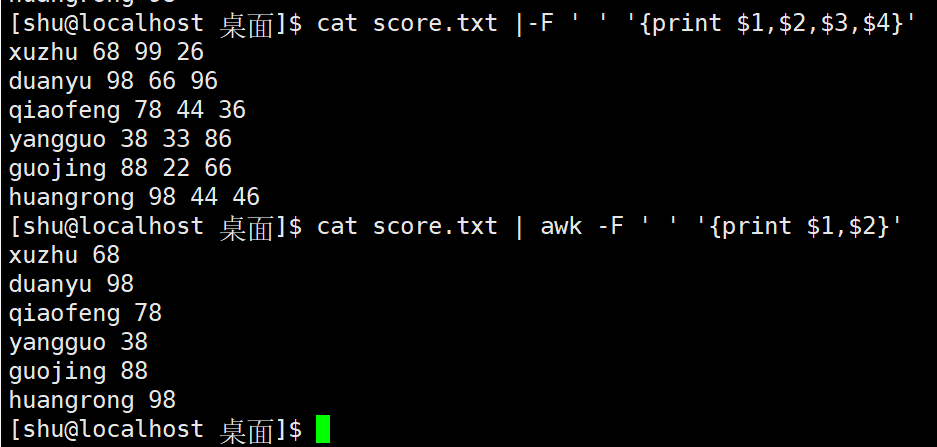 [shu@localhost 桌面]$ cat score.txt |-F ' ' '{print $1,$2,$3,$4}'
xuzhu 68 99 26
duanyu 98 66 96
qiaofeng 78 44 36
yangguo 38 33 86
guojing 88 22 66
huangrong 98 44 46
[shu@localhost 桌面]$ cat score.txt | awk -F ' ' '{print $1,$2}'
xuzhu 68
duanyu 98
qiaofeng 78
yangguo 38
guojing 88
huangrong 98
[shu@localhost 桌面]$